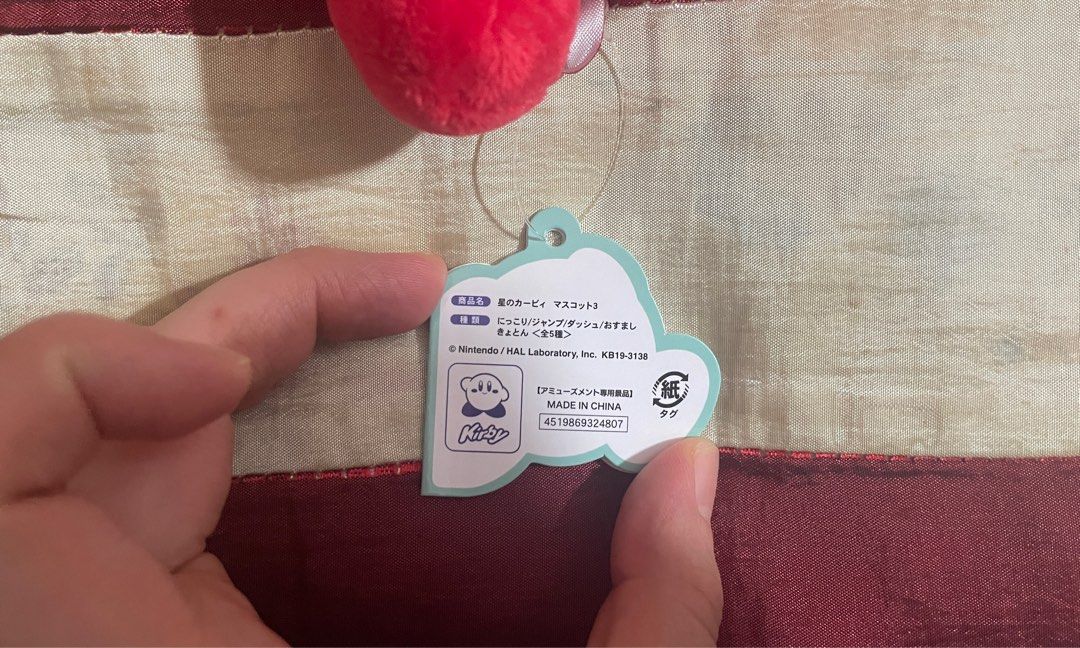 商品名 星のカービィ マスコット3
種類 にっこり/ジャンプ/ダッシュ/おすまし
きょとん <全5種>
© Nintendo / HAL Laboratory, Inc. KB19-3138
【アミューズメント専用景品】
MADE IN CHINA
4519869324807
Kirby
紙
タグ